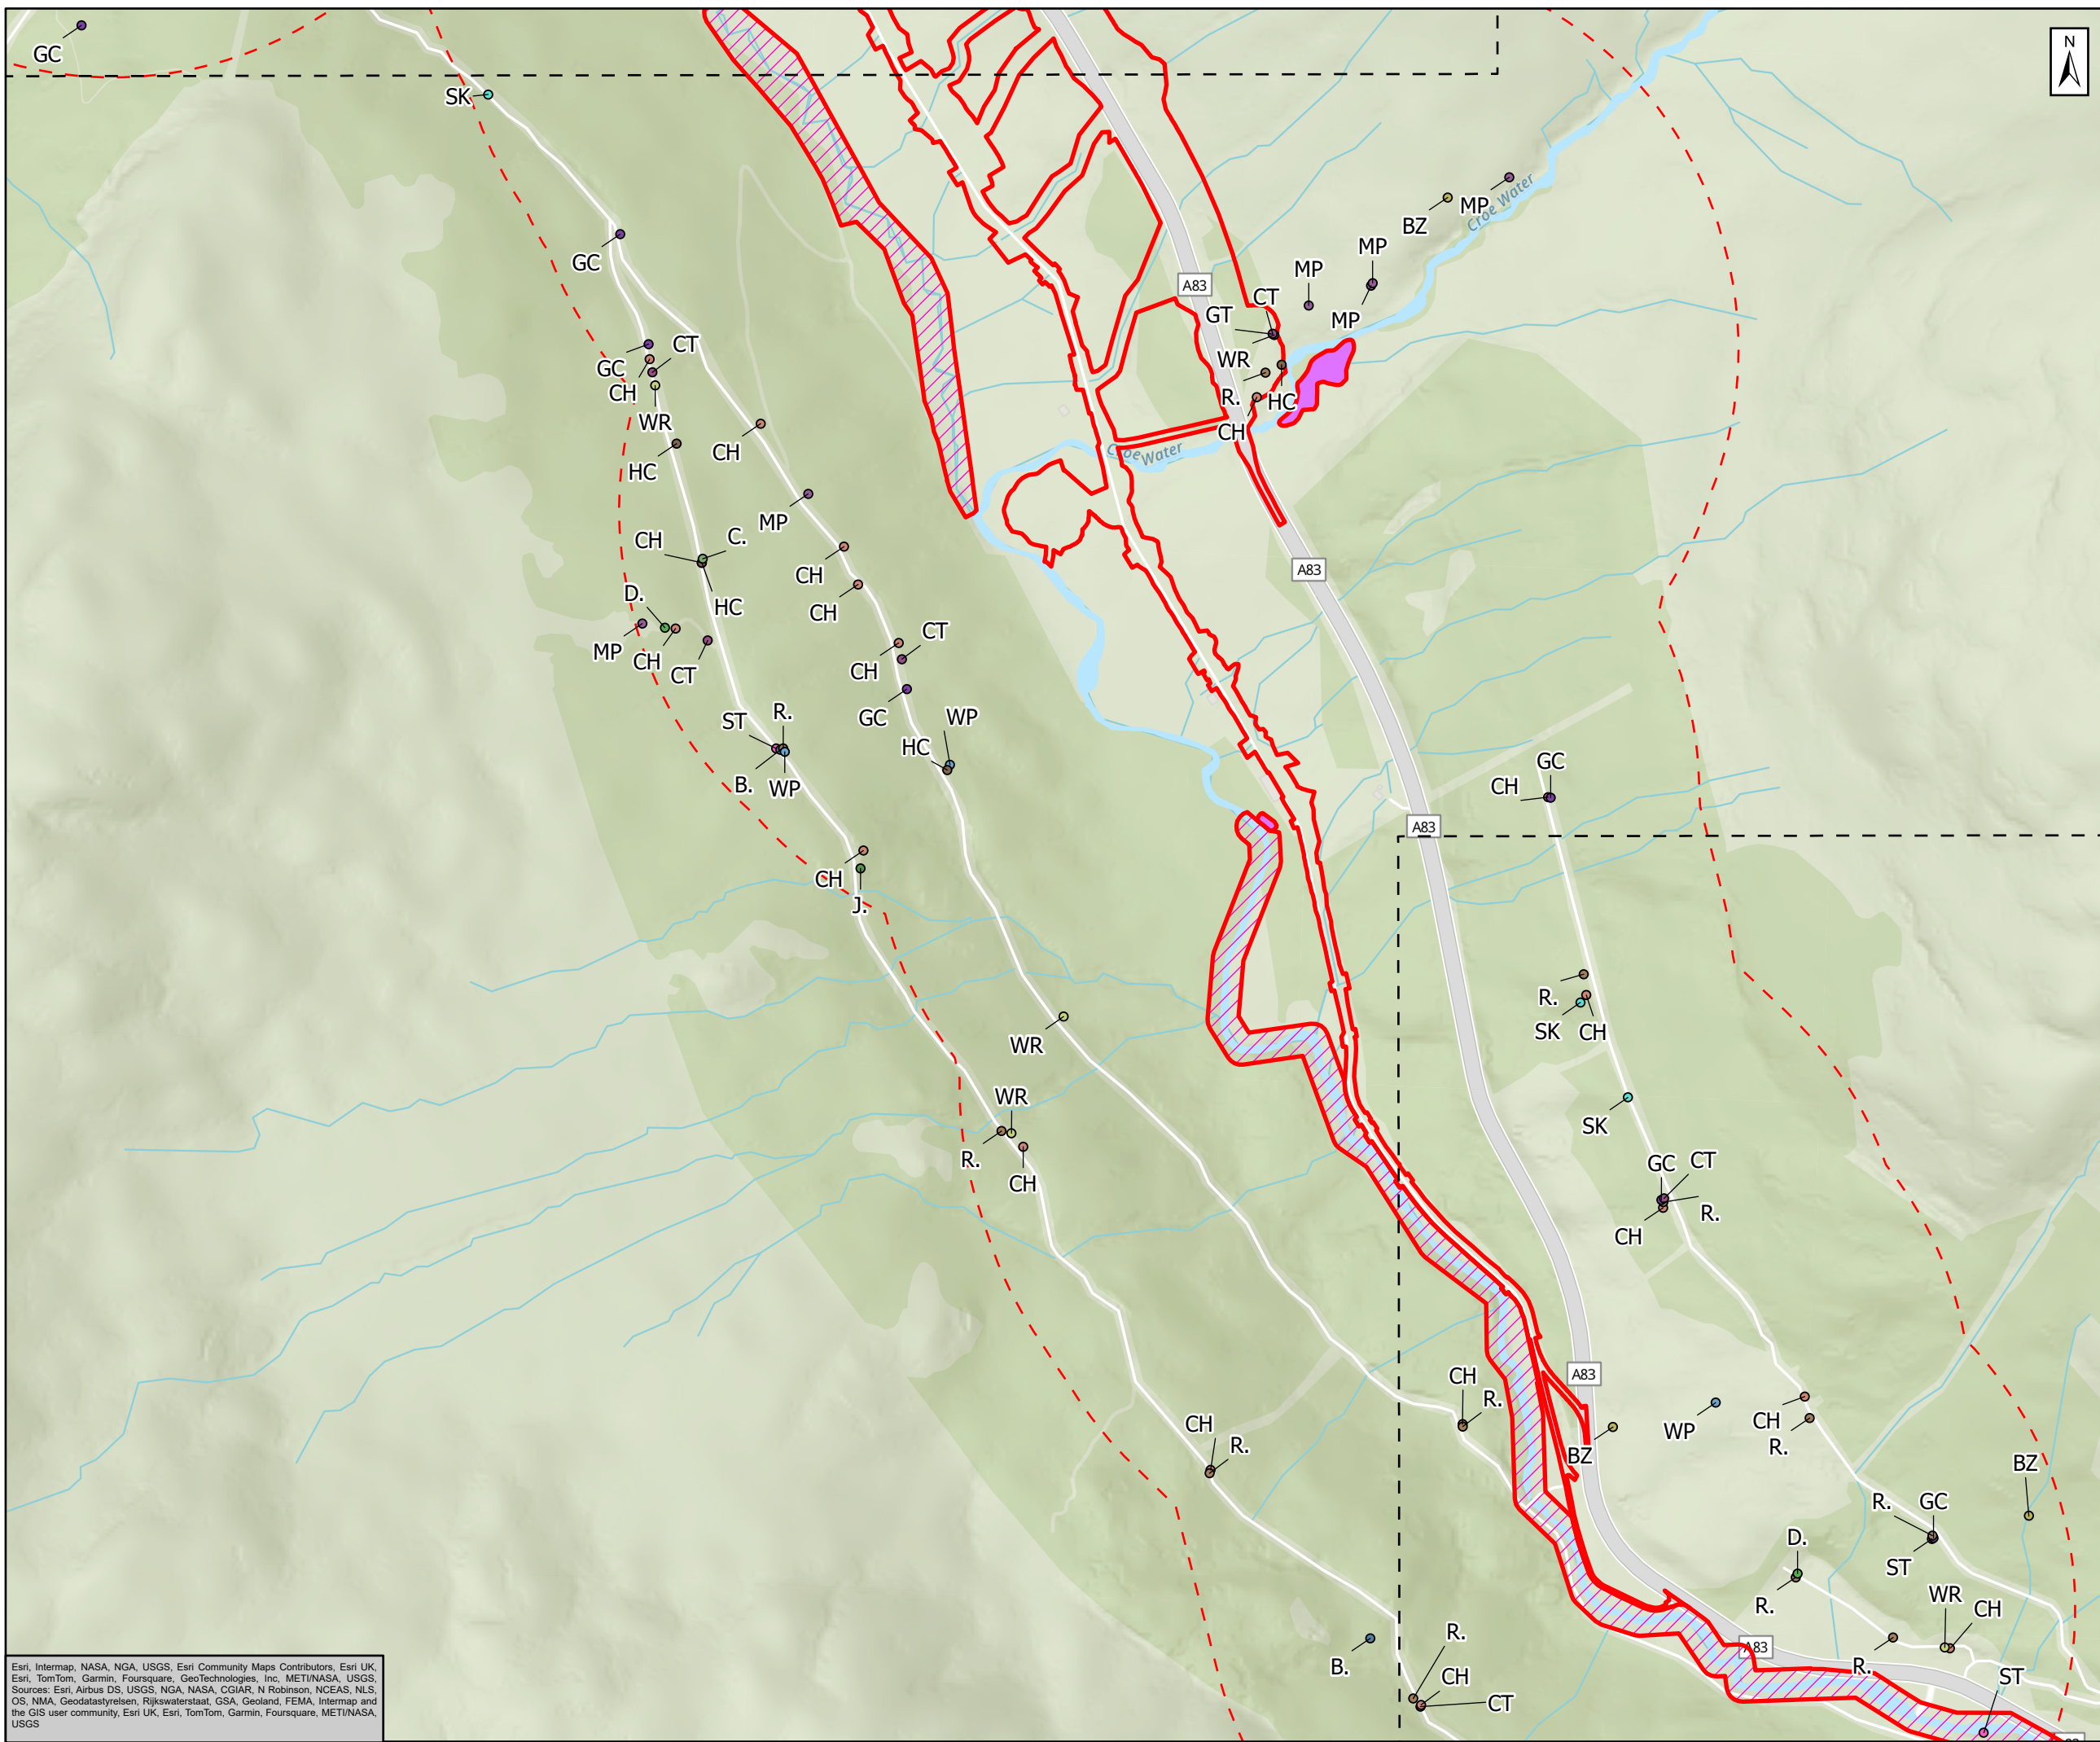 GC
N
SK
MP
BZ
Croe Water
GC
MP
MP
CT
GT
MP
CT
WR
GC
CH
R.
HC
WR
CH
CH
Croe
Water
HC
MP
A83
CH
C.
CH
A83
D.
HC
CH
MP
CH
CT
CT
CH
ST
R.
GC
WP
HC
B.
WP
GC
CH
A83
CH
J.
R.
SK
CH
WR
WR
SK
R.
CH
GC
CT
R.
CH
CH
R.
A83
CH
R.
WP
CH
R.
BZ
BZ
R.
GC
D.
ST
R.
WR
CH
R.
A83
B.
R.
CH
CT
ST
Esri, Intermap, NASA, NGA, USGS, Esri Community Maps Contributors, Esri UK,
Esri, TomTom, Garmin, Foursquare, GeoTechnologies, Inc, METI/NASA, USGS,
Sources: Esri, Airbus DS, USGS, NGA, NASA, CGIAR, N Robinson, NCEAS, NLS,
OS, NMA, Geodatastyrelsen, Rijkswaterstaat, GSA, Geoland, FEMA, Intermap and
the GIS user community, Esri UK, Esri, TomTom, Garmin, Foursquare, METI/NASA,
USGS